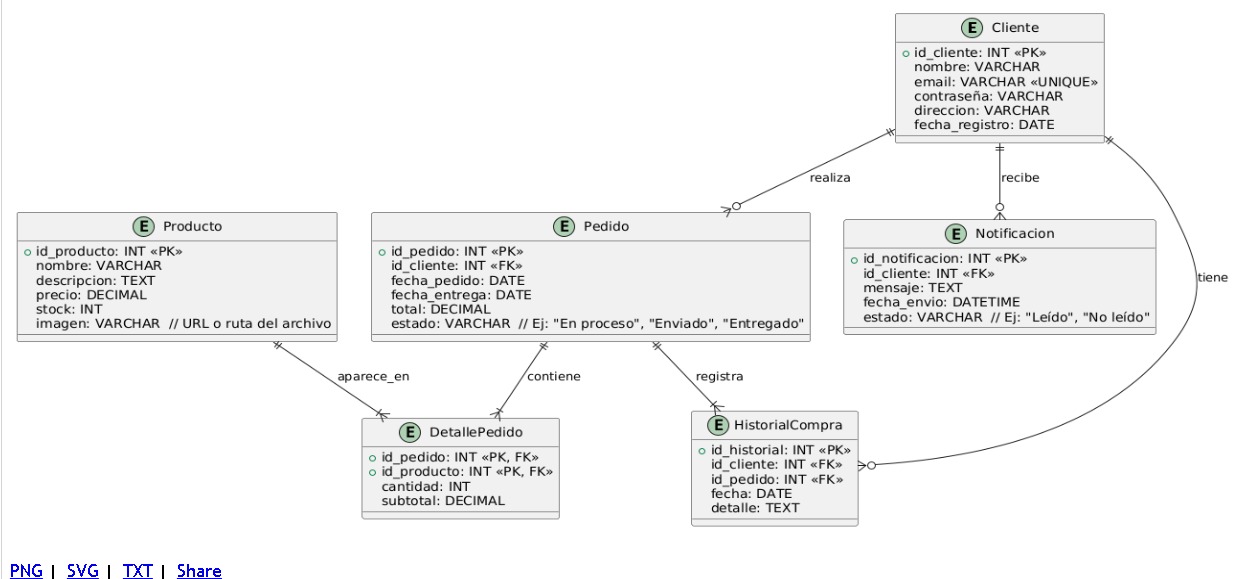 E Cliente
id_cliente: INT «PK»
nombre: VARCHAR
email: VARCHAR «UNIQUE»
contraseña: VARCHAR
direccion: VARCHAR
fecha_registro: DATE
realiza
recibe
tiene
E Producto
id_producto: INT «PK»
nombre: VARCHAR
descripcion: TEXT
precio: DECIMAL
stock: INT
imagen: VARCHAR // URL o ruta del archivo
E Pedido
id_pedido: INT «PK»
id_cliente: INT «FK»
fecha_pedido: DATE
fecha_entrega: DATE
total: DECIMAL
estado: VARCHAR // Ej: "En proceso", "Enviado", "Entregado"
E Notificacion
id_notificacion: INT «PK»
id_cliente: INT «FK»
mensaje: TEXT
fecha_envio: DATETIME
estado: VARCHAR // Ej: "Leído", "No leído"
aparece_en
contiene
registra
E DetallePedido
id_pedido: INT «PK, FK»
id_producto: INT «PK, FK»
cantidad: INT
subtotal: DECIMAL
E HistorialCompra
id_historial: INT «PK»
id_cliente: INT «FK»
id_pedido: INT «FK»
fecha: DATE
detalle: TEXT
PNG | SVG | TXT | Share